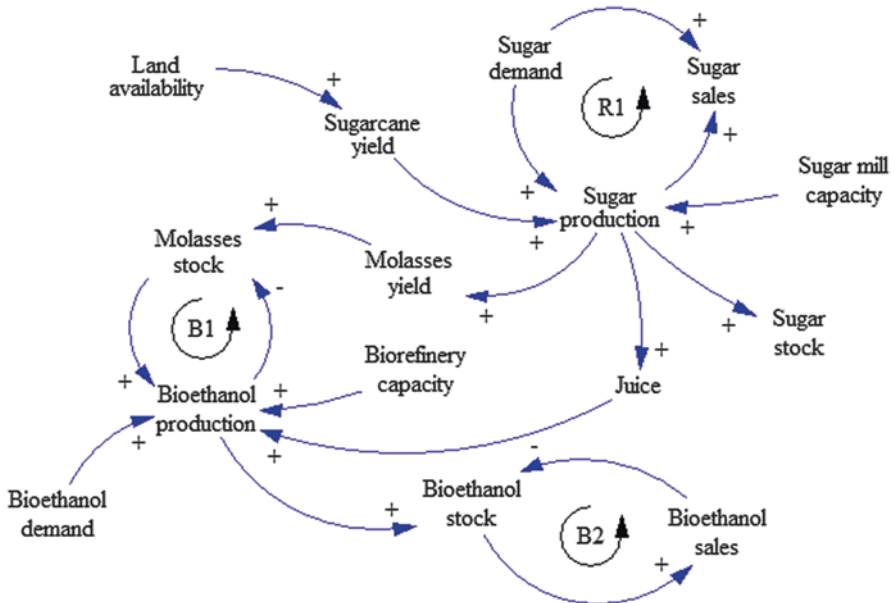 +
Sugar
demand
Land
availability
Sugar
sales
+
R1
Sugarcane
yield
+
Sugar mill
capacity
+
+
Sugar
production
+
+
+
Molasses
stock
Molasses
yield
-
+
Sugar
stock
+
B1
+
Biorefinery
capacity
+
Juice
+
Bioethanol
production
+
+
+
-
Bioethanol
demand
Bioethanol
stock
+
Bioethanol
sales
B2
+